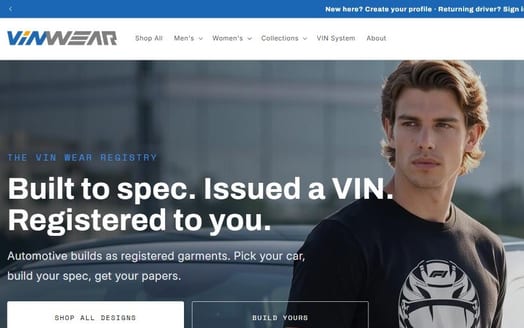 New here? Create your profile · Returning driver? Sign i
VINWEAR
Shop All Men's Women's Collections VIN System About
THE VIN WEAR REGISTRY
Built to spec. Issued a VIN.
Registered to you.
Automotive builds as registered garments. Pick your car,
build your spec, get your papers.
SHOP ALL DESIGNS
BUILD YOURS
F1